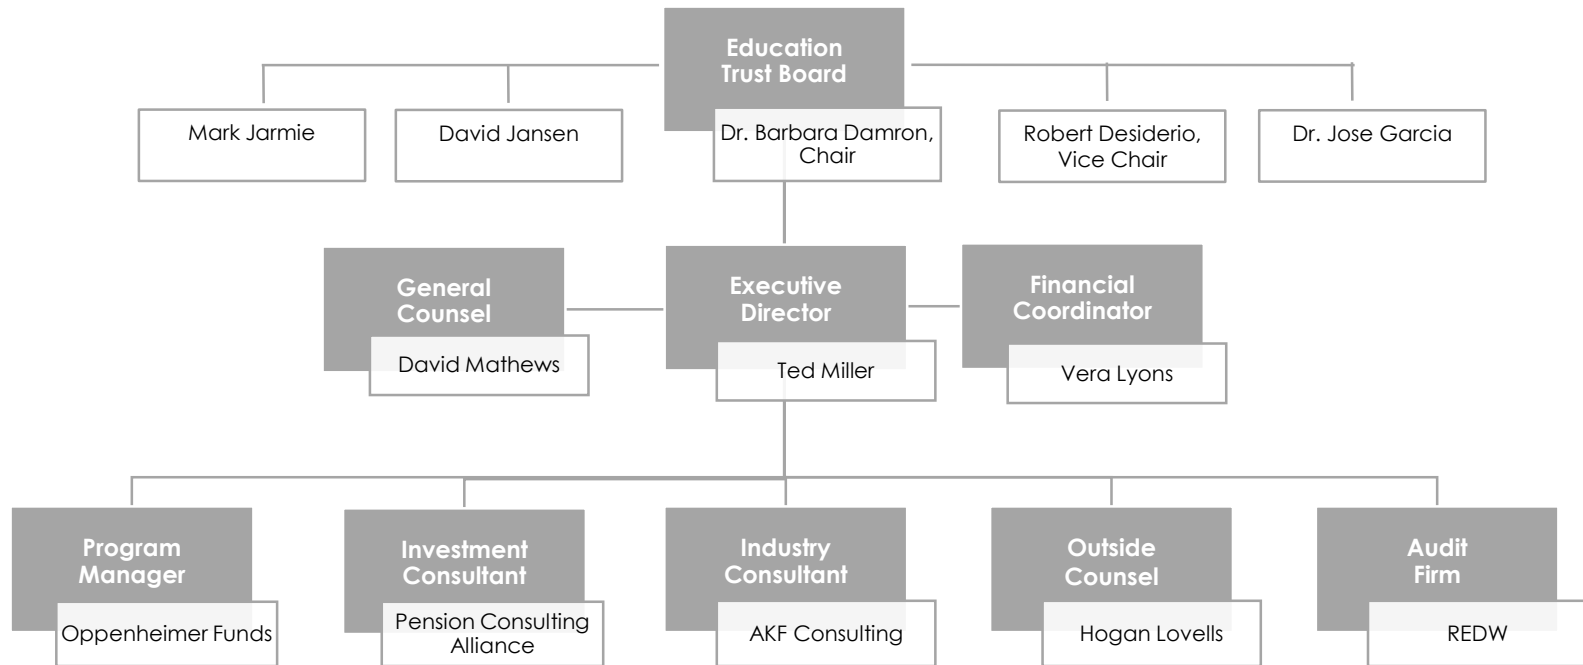 Education
Trust Board
Mark Jarmie
David Jansen
Dr. Barbara Damron,
Chair
Robert Desiderio,
Vice Chair
Dr. Jose Garcia
General
Counsel
David Mathews
Executive
Director
Ted Miller
Financial
Coordinator
Vera Lyons
Program
Manager
Oppenheimer Funds
Investment
Consultant
Pension Consulting
Alliance
Industry
Consultant
AKF Consulting
Outside
Counsel
Hogan Lovells
Audit
Firm
REDW